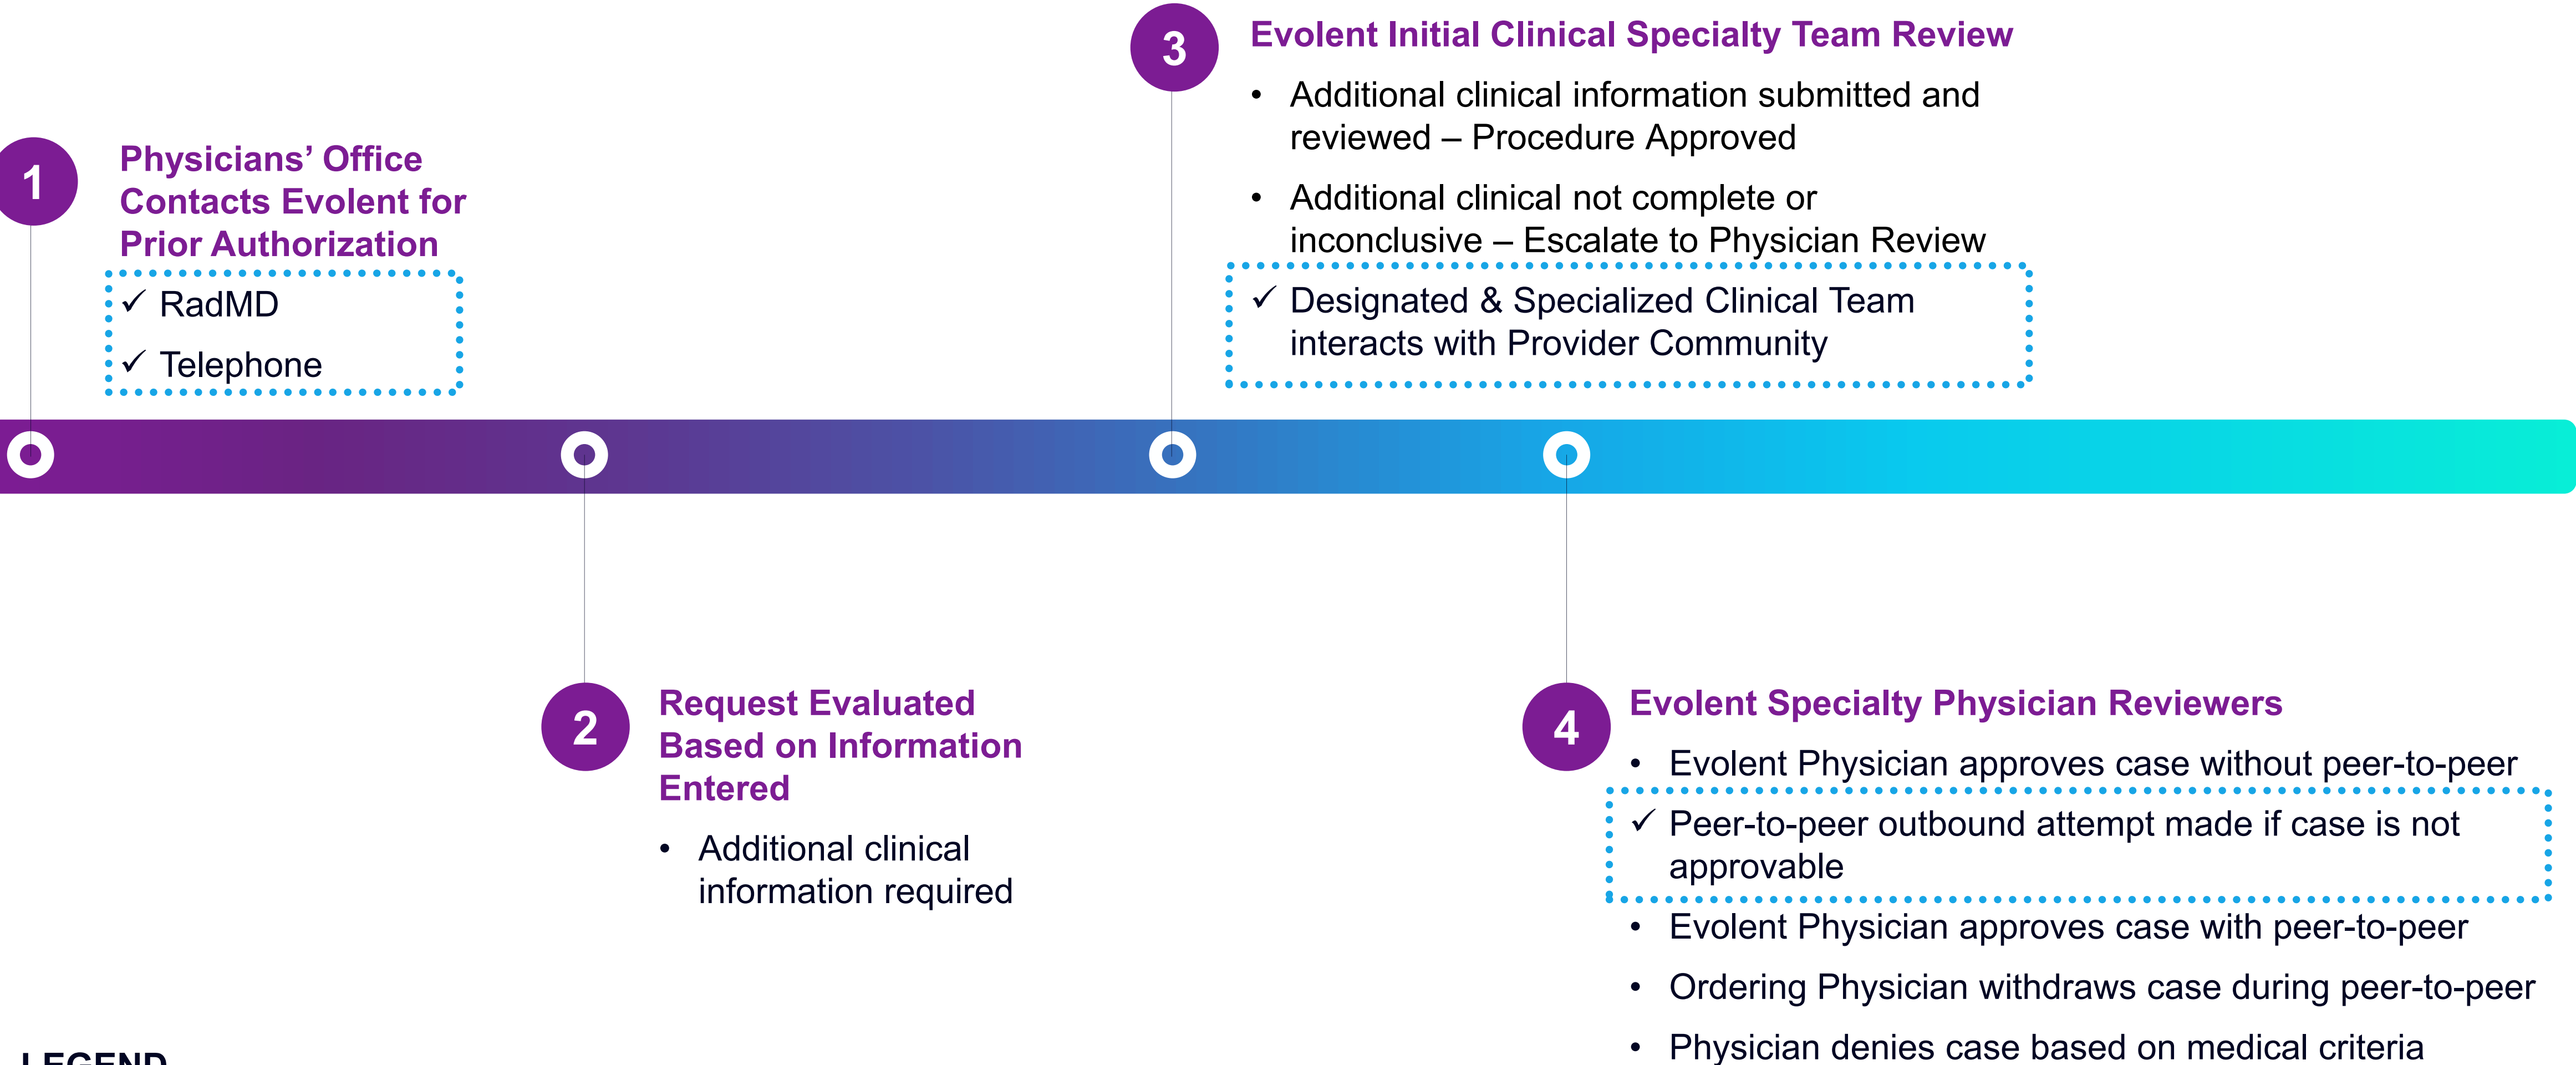 1
Physicians’ Office
Contacts Evolent for
Prior Authorization
✓ RadMD
✓ Telephone
2
Request Evaluated
Based on Information
Entered
• Additional clinical
information required
3
Evolent Initial Clinical Specialty Team Review
• Additional clinical information submitted and
reviewed – Procedure Approved
• Additional clinical not complete or
inconclusive – Escalate to Physician Review
✓ Designated & Specialized Clinical Team
interacts with Provider Community
4
Evolent Specialty Physician Reviewers
• Evolent Physician approves case without peer-to-peer
✓ Peer-to-peer outbound attempt made if case is not
approvable
• Evolent Physician approves case with peer-to-peer
• Ordering Physician withdraws case during peer-to-peer
• Physician denies case based on medical criteria
LEGEND